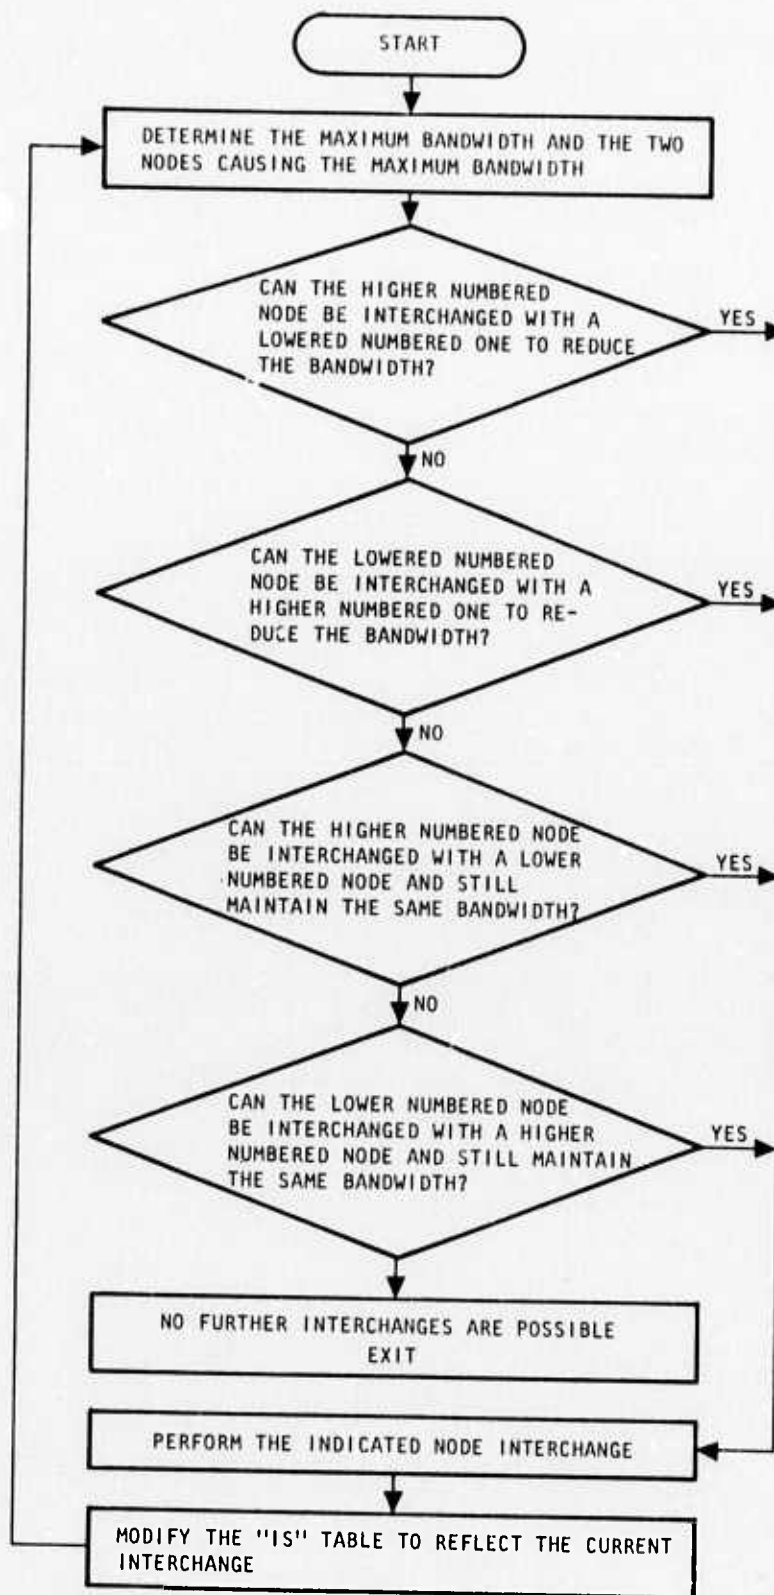 START
DETERMINE THE MAXIMUM BANDWIDTH AND THE TWO
NODES CAUSING THE MAXIMUM BANDWIDTH
CAN THE HIGHER NUMBERED
NODE BE INTERCHANGED WITH A
LOWERED NUMBERED ONE TO REDUCE
THE BANDWIDTH?
YES
NO
CAN THE LOWERED NUMBERED
NODE BE INTERCHANGED WITH A
HIGHER NUMBERED ONE TO RE-
DUCE THE BANDWIDTH?
YES
NO
CAN THE HIGHER NUMBERED NODE
BE INTERCHANGED WITH A LOWER
NUMBERED NODE AND STILL
MAINTAIN THE SAME BANDWIDTH?
YES
NO
CAN THE LOWER NUMBERED NODE
BE INTERCHANGED WITH A HIGHER
NUMBERED NODE AND STILL MAINTAIN
THE SAME BANDWIDTH?
YES
NO FURTHER INTERCHANGES ARE POSSIBLE
EXIT
PERFORM THE INDICATED NODE INTERCHANGE
MODIFY THE "IS" TABLE TO REFLECT THE CURRENT
INTERCHANGE